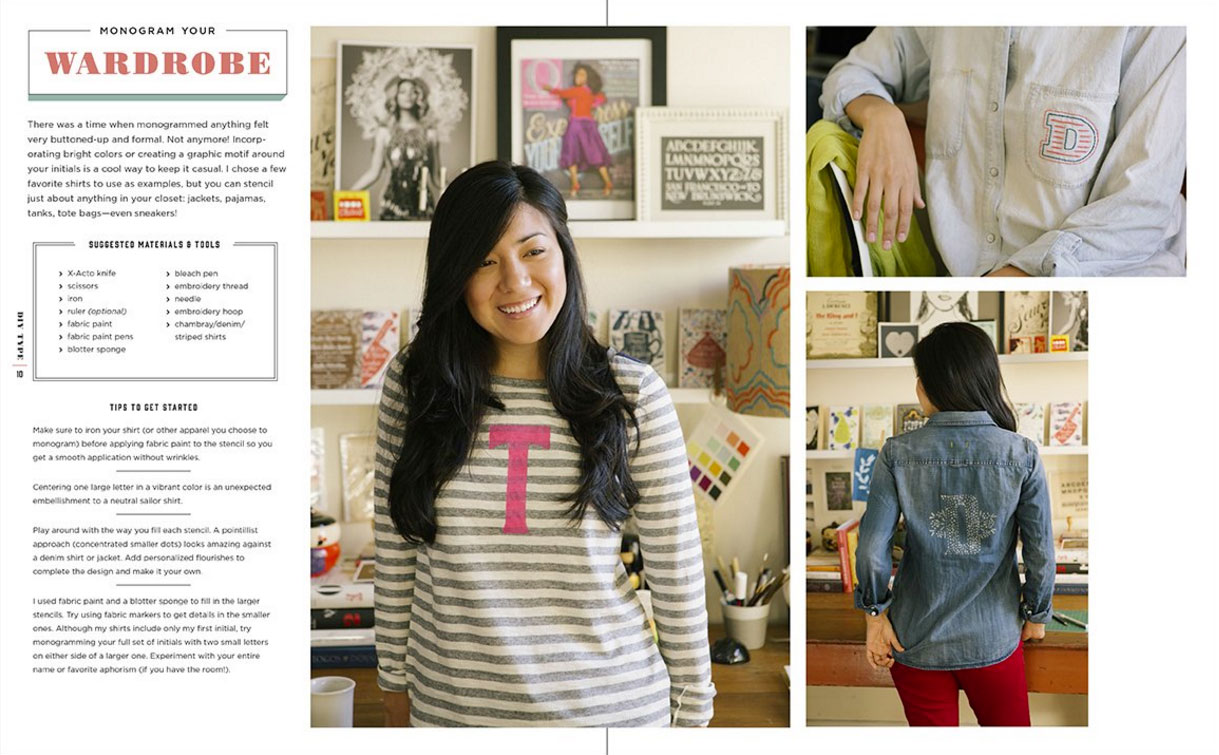 MONOGRAM YOUR
WARDROBE
There was a time when monogrammed anything felt
very buttoned-up and formal. Not anymore! Incorp-
orating bright colors or creating a graphic motif around
your initials is a cool way to keep it casual. I chose a few
favorite shirts to use as examples, but you can stencil
just about anything in your closet: jackets, pajamas,
tanks, tote bags—even sneakers!
SUGGESTED MATERIALS & TOOLS
X-Acto knife
scissors
iron
ruler (optional)
fabric paint
fabric paint pens
blotter sponge
bleach pen
embroidery thread
needle
embroidery hoop
chambray/denim/
striped shirts
DIY TYPE
10
TIPS TO GET STARTED
Make sure to iron your shirt (or other apparel you choose to
monogram) before applying fabric paint to the stencil so you
get a smooth application without wrinkles.
Centering one large letter in a vibrant color is an unexpected
embellishment to a neutral sailor shirt.
Play around with the way you fill each stencil. A pointillist
approach (concentrated smaller dots) looks amazing against
a denim shirt or jacket. Add personalized flourishes to
complete the design and make it your own.
I used fabric paint and a blotter sponge to fill in the larger
stencils. Try using fabric markers to get details in the smaller
ones. Although my shirts include only my first initial, try
monogramming your full set of initials with two small letters
on either side of a larger one. Experiment with your entire
name or favorite aphorism (if you have the room!).
YOURSELF
ABCDEFGHIJK
LMNMNOPQRS
TUVWXYZ
SAN FRANCISCO TO
NEW BRUNSWICK
T
D